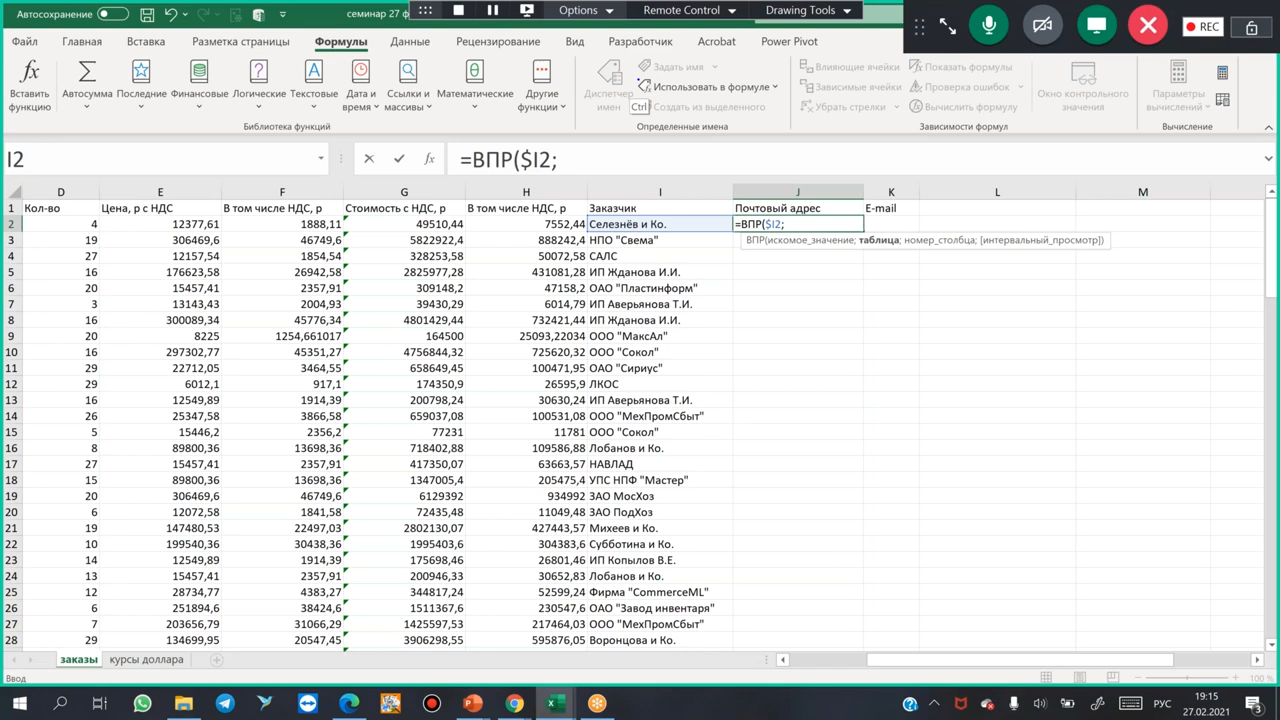 Автосохранение
семинар 27 ф
Options
Remote Control
Drawing Tools
REC
Файл Главная Вставка Разметка страницы Формулы Данные Рецензирование Вид Разработчик Acrobat Power Pivot
Вставить функцию
Автосумма
Последние
Финансовые
Логические
Текстовые
Дата и время
Ссылки и массивы
Математические
Другие функции
Библиотека функций
Диспетчер имен
Задать имя
Использовать в формуле
Ctrl
Создать из выделенного
Определенные имена
Влияющие ячейки
Зависимые ячейки
Убрать стрелки
Показать формулы
Проверка ошибок
Вычислить формулу
Зависимости формул
Окно контрольного значения
Параметры вычислений
Вычисление
I2 fx =ВПР($I2;
D E F G H I J K L M
1 Кол-во Цена, р с НДС В том числе НДС, р Стоимость с НДС, р В том числе НДС, р Заказчик Почтовый адрес E-mail
2 4 12377,61 1888,11 49510,44 7552,44 Селезнёв и Ко. =ВПР($I2;
3 19 306469,6 46749,6 5822922,4 888242,4 НПО "Свема"
ВПР(искомое_значение; таблица; номер_столбца; [интервальный_просмотр])
4 27 12157,54 1854,54 328253,58 50072,58 САЛС
5 16 176623,58 26942,58 2825977,28 431081,28 ИП Жданова И.И.
6 20 15457,41 2357,91 309148,2 47158,2 ОАО "Пластинформ"
7 3 13143,43 2004,93 39430,29 6014,79 ИП Аверьянова Т.И.
8 16 300089,34 45776,34 4801429,44 732421,44 ИП Жданова И.И.
9 20 8225 1254,661017 164500 25093,22034 ООО "МаксАл"
10 16 297302,77 45351,27 4756844,32 725620,32 ООО "Сокол"
11 29 22712,05 3464,55 658649,45 100471,95 ОАО "Сириус"
12 29 6012,1 917,1 174350,9 26595,9 ЛКОС
13 16 12549,89 1914,39 200798,24 30630,24 ИП Аверьянова Т.И.
14 26 25347,58 3866,58 659037,08 100531,08 ООО "МехПромСбыт"
15 5 15446,2 2356,2 77231 11781 ООО "Сокол"
16 8 89800,36 13698,36 718402,88 109586,88 Лобанов и Ко.
17 27 15457,41 2357,91 417350,07 63663,57 НАВЛАД
18 15 89800,36 13698,36 1347005,4 205475,4 УПС НПФ "Мастер"
19 20 306469,6 46749,6 6129392 934992 ЗАО МосХоз
20 6 12072,58 1841,58 72435,48 11049,48 ЗАО ПодХоз
21 19 147480,53 22497,03 2802130,07 427443,57 Михеев и Ко.
22 10 199540,36 30438,36 1995403,6 304383,6 Субботина и Ко.
23 14 12549,89 1914,39 175698,46 26801,46 ИП Копылов В.Е.
24 13 15457,41 2357,91 200946,33 30652,83 Лобанов и Ко.
25 12 28734,77 4383,27 344817,24 52599,24 Фирма "CommerceML"
26 6 251894,6 38424,6 1511367,6 230547,6 ОАО "Завод инвентаря"
27 7 203656,79 31066,29 1425597,53 217464,03 ООО "МехПромСбыт"
28 29 134699,95 20547,45 3906298,55 595876,05 Воронцова и Ко.
заказы курсы доллара
Ввод
100 %
РУС
19:15
27.02.2021
3